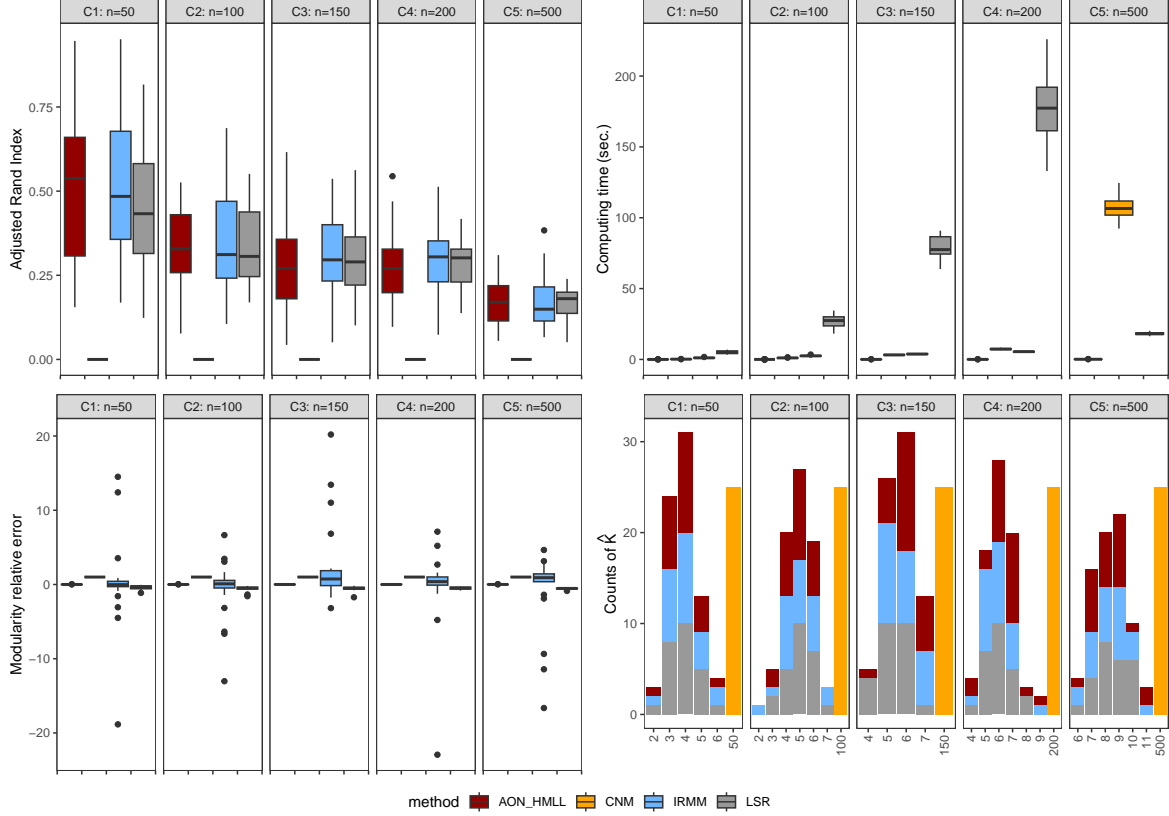 C1: n=50 C2: n=100 C3: n=150 C4: n=200 C5: n=500
Adjusted Rand Index
0.75
0.50
0.25
0.00
C1: n=50 C2: n=100 C3: n=150 C4: n=200 C5: n=500
Computing time (sec.)
200
150
100
50
0
C1: n=50 C2: n=100 C3: n=150 C4: n=200 C5: n=500
Modularity relative error
20
10
0
−10
−20
C1: n=50 C2: n=100 C3: n=150 C4: n=200 C5: n=500
Counts of K̂
30
20
10
0
2 3 4 5 6 50 2 3 4 5 6 7 100 4 5 6 7 150 4 5 6 7 8 9 200 6 7 8 9 10 11 500
method AON_HMLL CNM IRMM LSR